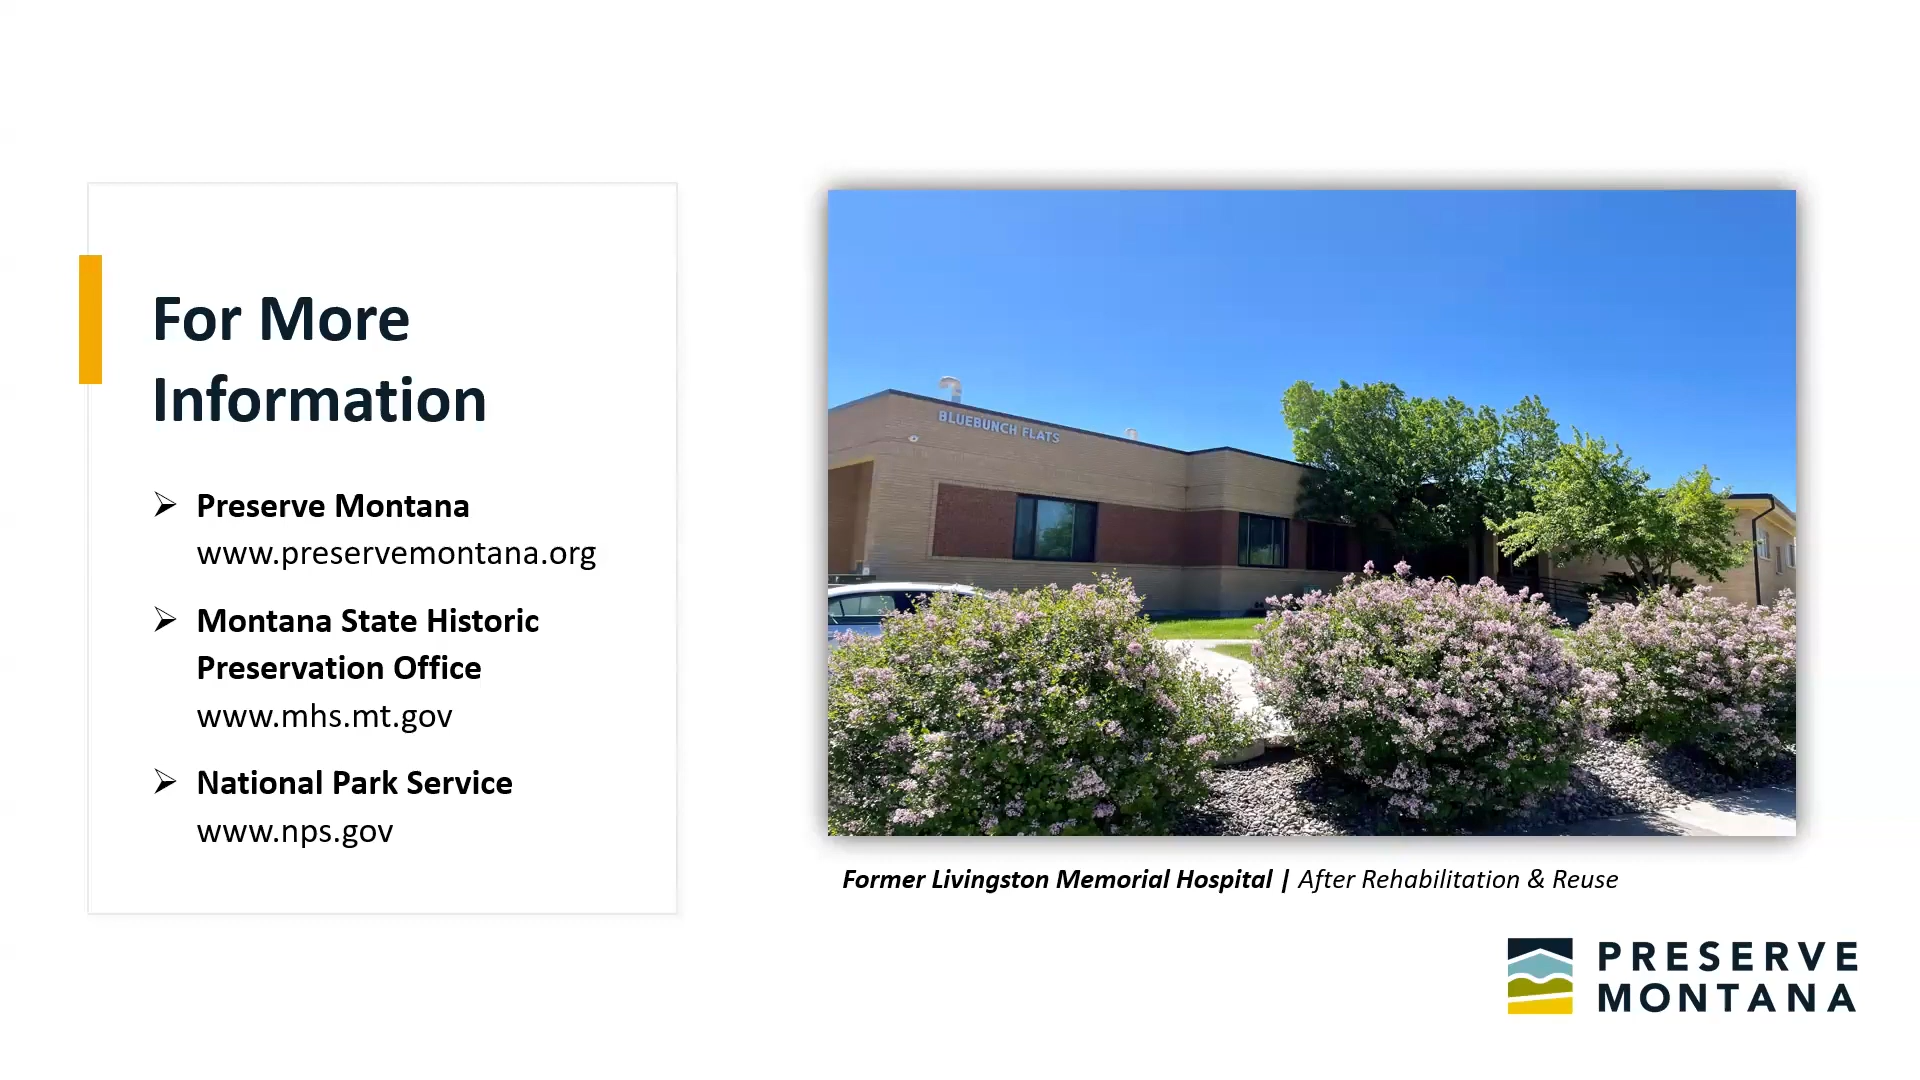 For More
Information
Preserve Montana
www.preservemontana.org
Montana State Historic
Preservation Office
www.mhs.mt.gov
National Park Service
www.nps.gov
BLUEBUNCH FLATS
Former Livingston Memorial Hospital | After Rehabilitation & Reuse
PRESERVE
MONTANA